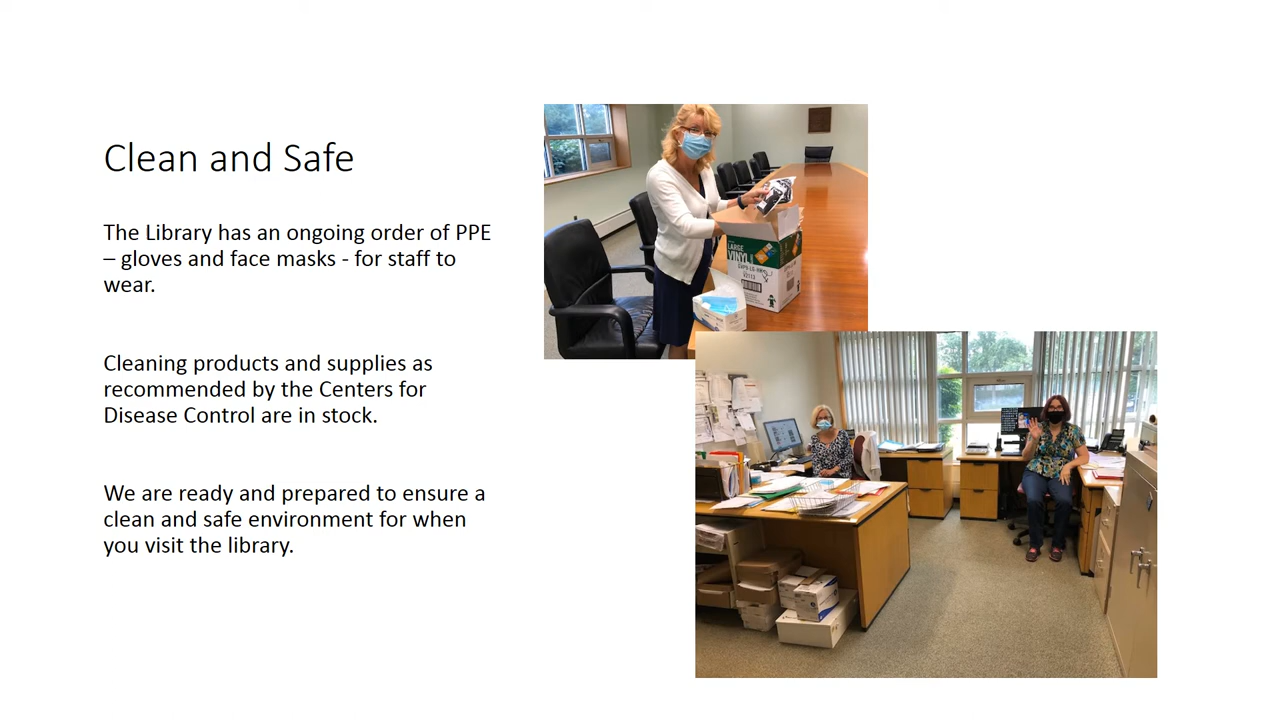 Clean and Safe
The Library has an ongoing order of PPE
– gloves and face masks - for staff to
wear.
Cleaning products and supplies as
recommended by the Centers for
Disease Control are in stock.
We are ready and prepared to ensure a
clean and safe environment for when
you visit the library.
LARGE
VINYL